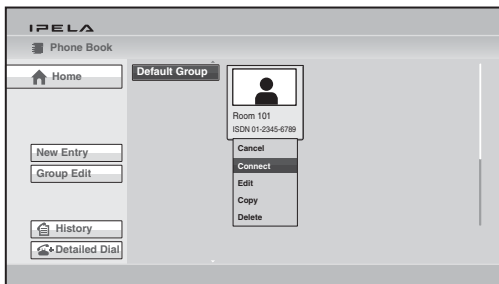 IPELA
Phone Book
Home
Default Group
Room 101
ISDN 01-2345-6789
Cancel
Connect
Edit
Copy
Delete
New Entry
Group Edit
History
Detailed Dial